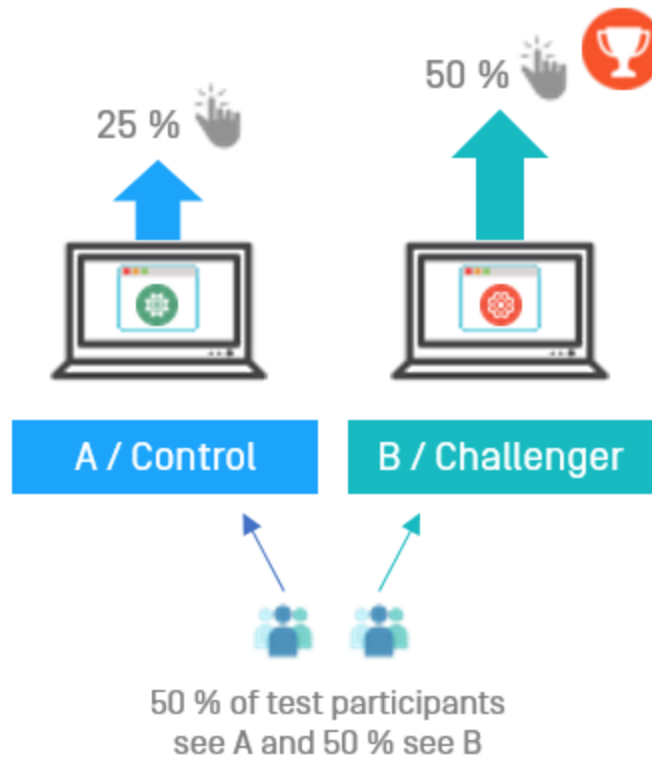 50 %
25 %
A / Control
B / Challenger
50 % of test participants
see A and 50 % see B